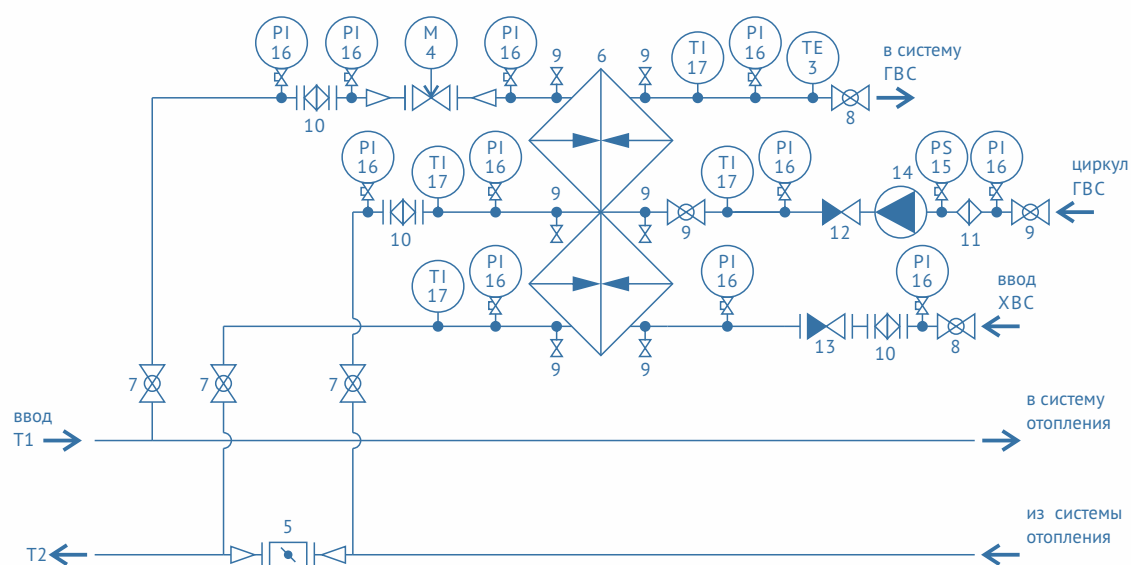 PI
16
PI
16
M
4
PI
16
9
6
9
TI
17
PI
16
TE
3
в систему
ГВС
10
8
PI
16
TI
17
PI
16
9
9
TI
17
PI
16
14
PS
15
PI
16
циркул
ГВС
10
9
12
11
9
TI
17
PI
16
PI
16
PI
16
ввод
ХВС
9
9
13
10
8
7
7
7
ввод
Т1
в систему
отопления
5
Т2
из системы
отопления